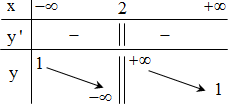 x −∞ 2 +∞
y' − −
1 +∞
y
−∞ 1